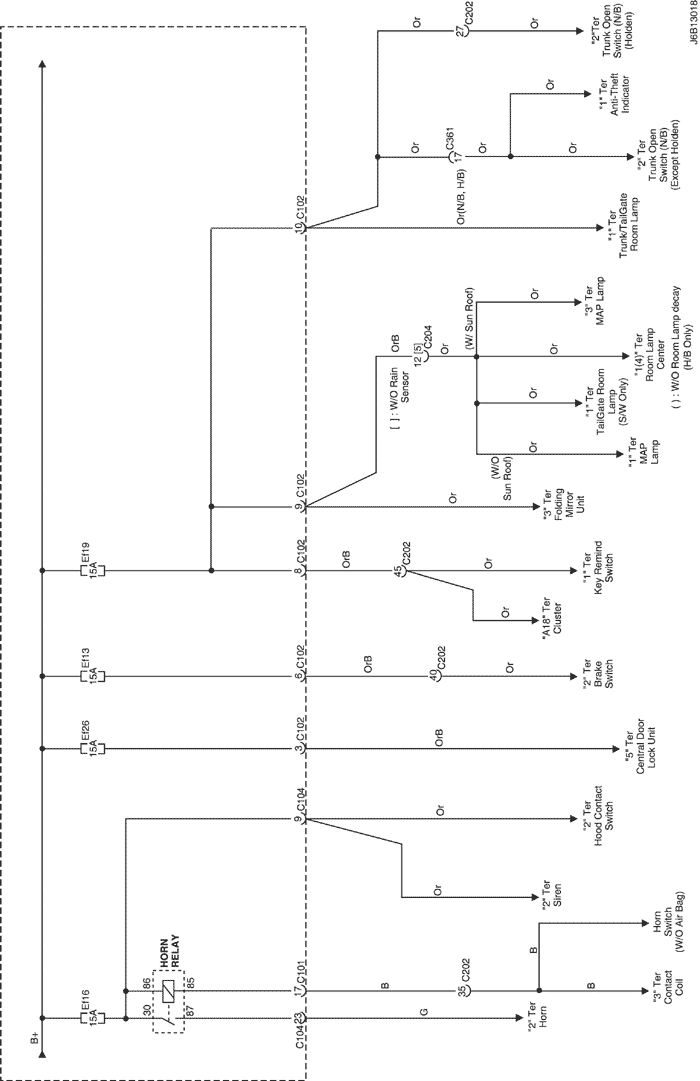 J6B13018
B+
Ef16
15A
HORN
RELAY
30
86
87
85
C104
23
17
C101
G
"2" Ter
Horn
B
35
C202
B
B
"3" Ter
Contact
Coil
Horn
Switch
(W/O Air Bag)
9
C104
Or
"2" Ter
Siren
Or
"2" Ter
Hood Contact
Switch
Ef26
15A
3
C102
OrB
"5" Ter
Central Door
Lock Unit
Ef13
15A
6
C102
OrB
40
C202
Or
"2" Ter
Brake
Switch
Ef19
15A
8
C102
OrB
45
C202
Or
"A18" Ter
Cluster
Or
"1" Ter
Key Remind
Switch
9
C102
Or
"3" Ter
Folding
Mirror
Unit
OrB
[ ] : W/O Rain
Sensor
12 [5]
C204
Or
(W/O
Sun Roof)
(W/ Sun Roof)
Or
"1" Ter
MAP
Lamp
Or
"1" Ter
TailGate Room
Lamp
(S/W Only)
Or
"1(4)" Ter
Room Lamp
Center
( ) : W/O Room Lamp decay
(H/B Only)
Or
"3" Ter
MAP Lamp
10
C102
Or(N/B, H/B)
"1" Ter
Trunk/TailGate
Room Lamp
Or
17
C361
Or
Or
"2" Ter
Trunk Open
Switch (N/B)
(Except Holden)
Or
"1" Ter
Anti-Theft
Indicator
Or
27
C202
Or
"2" Ter
Trunk Open
Switch (N/B)
(Holden)